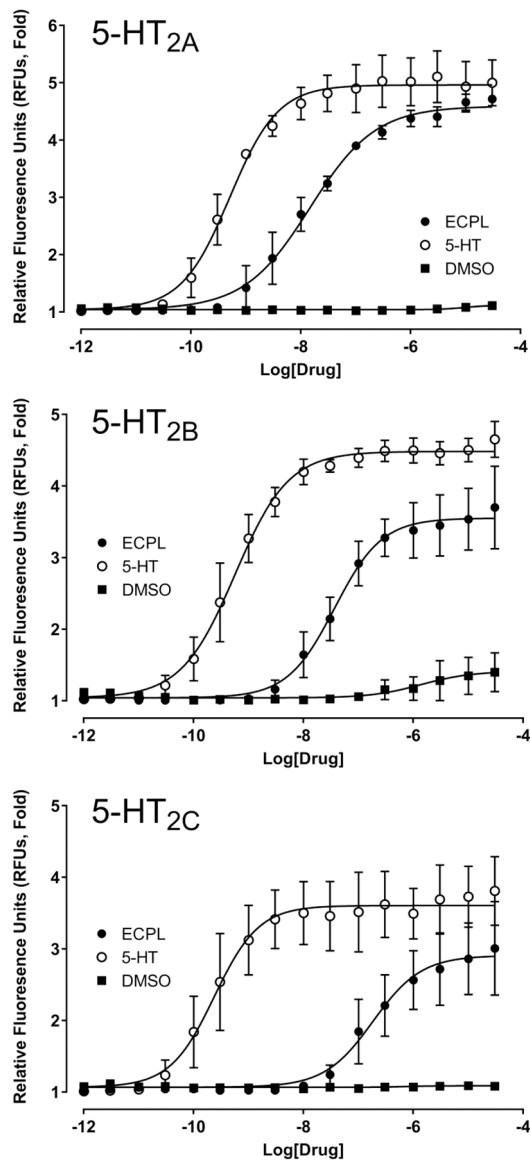 5-HT2A
Relative Fluoresence Units (RFUs, Fold)
6
5
4
3
2
1
ECPL
5-HT
DMSO
-12
-10
-8
-6
-4
Log[Drug]
5-HT2B
Relative Fluoresence Units (RFUs, Fold)
5
4
3
2
1
ECPL
5-HT
DMSO
-12
-10
-8
-6
-4
Log[Drug]
5-HT2C
Relative Fluoresence Units (RFUs, Fold)
5
4
3
2
1
ECPL
5-HT
DMSO
-12
-10
-8
-6
-4
Log[Drug]